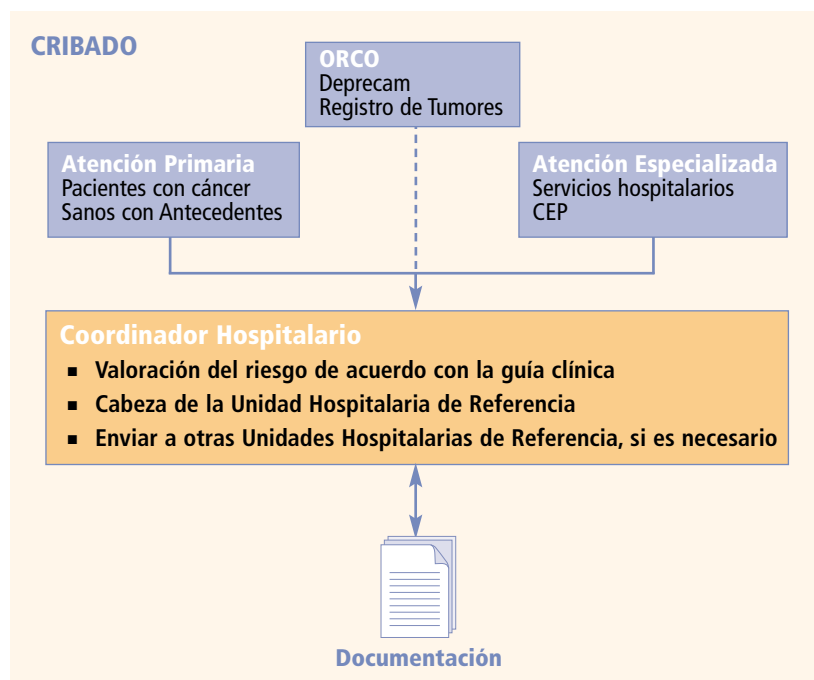 CRIBADO
ORCO
Deprecam
Registro de Tumores
Atención Primaria
Pacientes con cáncer
Sanos con Antecedentes
Atención Especializada
Servicios hospitalarios
CEP
Coordinador Hospitalario
■ Valoración del riesgo de acuerdo con la guía clínica
■ Cabeza de la Unidad Hospitalaria de Referencia
■ Enviar a otras Unidades Hospitalarias de Referencia, si es necesario
Documentación